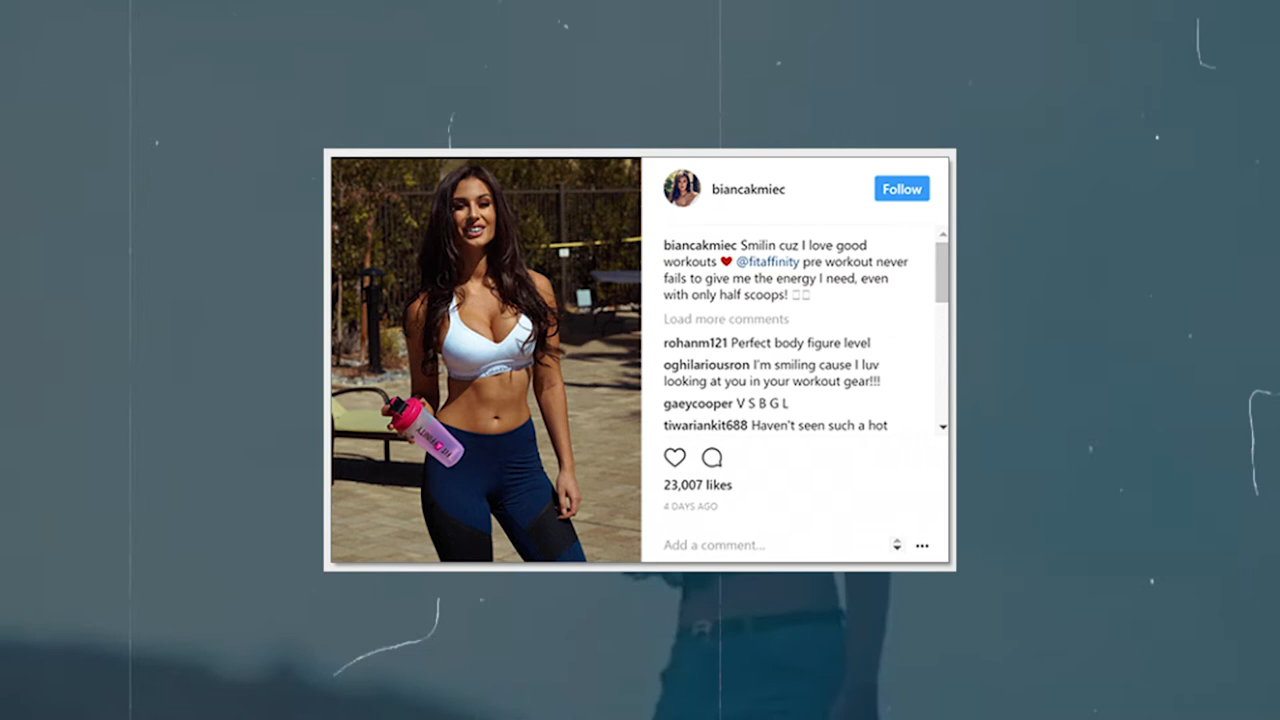 biancakmiec
Follow
biancakmiec Smilin cuz I love good
workouts ❤ @fitaffinity pre workout never
fails to give me the energy I need, even
with only half scoops! □□
Load more comments
rohanm121 Perfect body figure level
oghilariousron I'm smiling cause I luv
looking at you in your workout gear!!!
gaeycooper V S B G L
tiwariankit688 Haven't seen such a hot
23,007 likes
4 DAYS AGO
Add a comment...